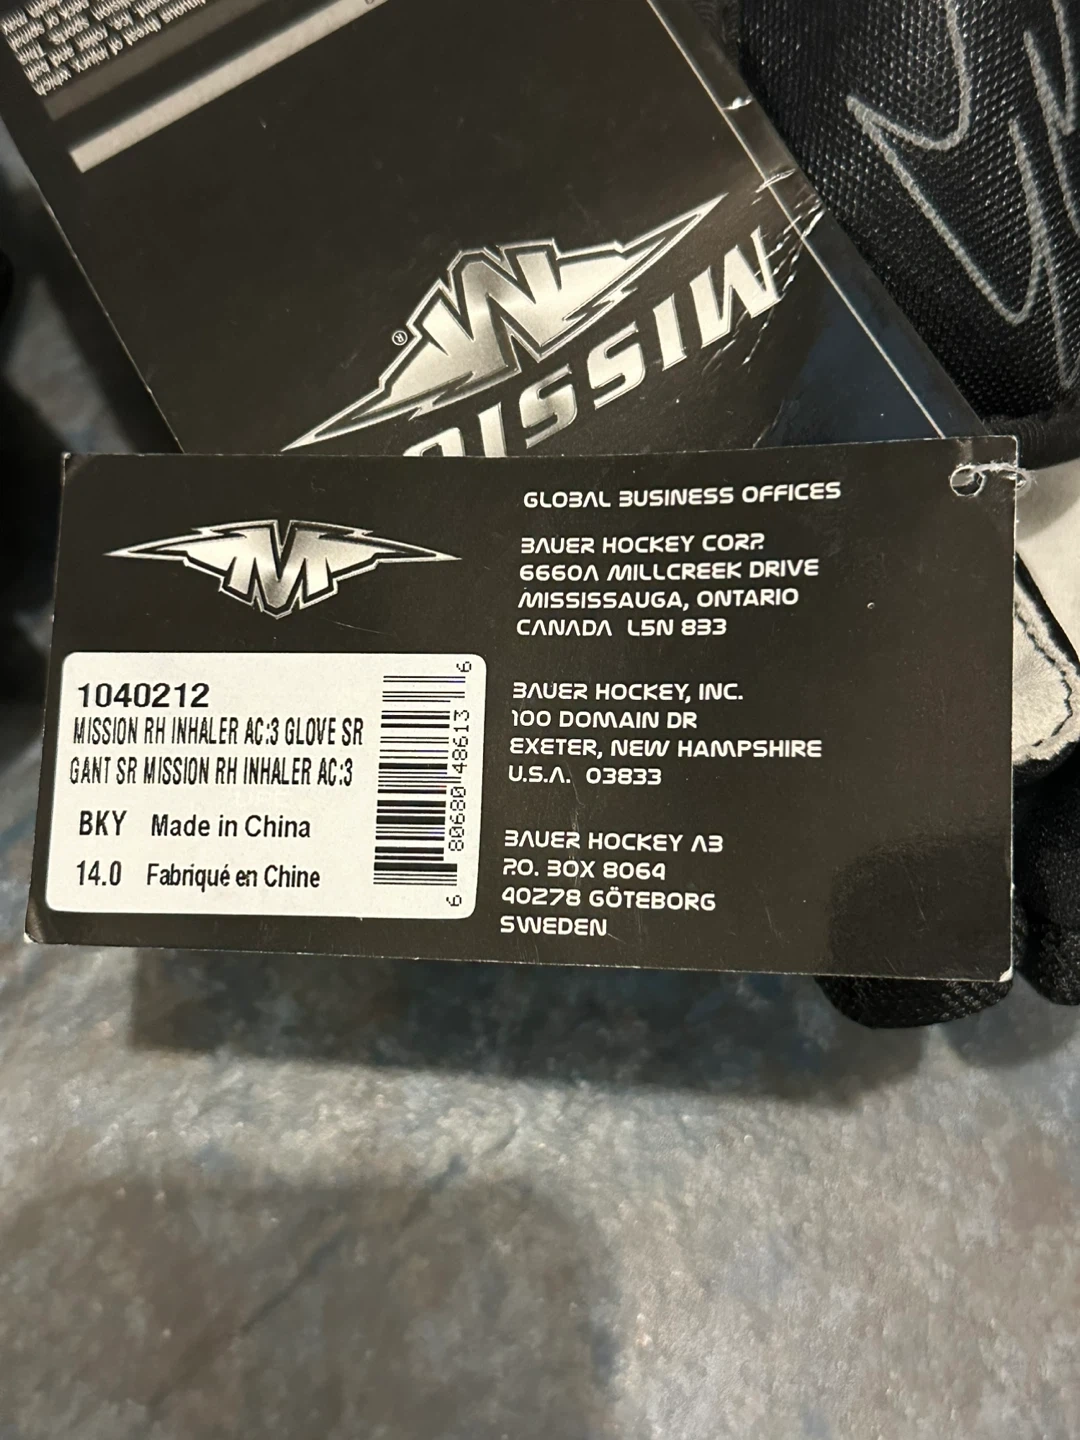 MISSIO
®
GLOBAL BUSINESS OFFICES
BAUER HOCKEY CORP.
6660A MILLCREEK DRIVE
MISSISSAUGA, ONTARIO
CANADA L5N 8B3
BAUER HOCKEY, INC.
100 DOMAIN DR
EXETER, NEW HAMPSHIRE
U.S.A. 03833
BAUER HOCKEY AB
P.O. BOX 8064
40278 GÖTEBORG
SWEDEN
M
1040212
MISSION RH INHALER AC:3 GLOVE SR
GANT SR MISSION RH INHALER AC:3
BKY Made in China
14.0 Fabriqué en Chine
6 80680 48613 6